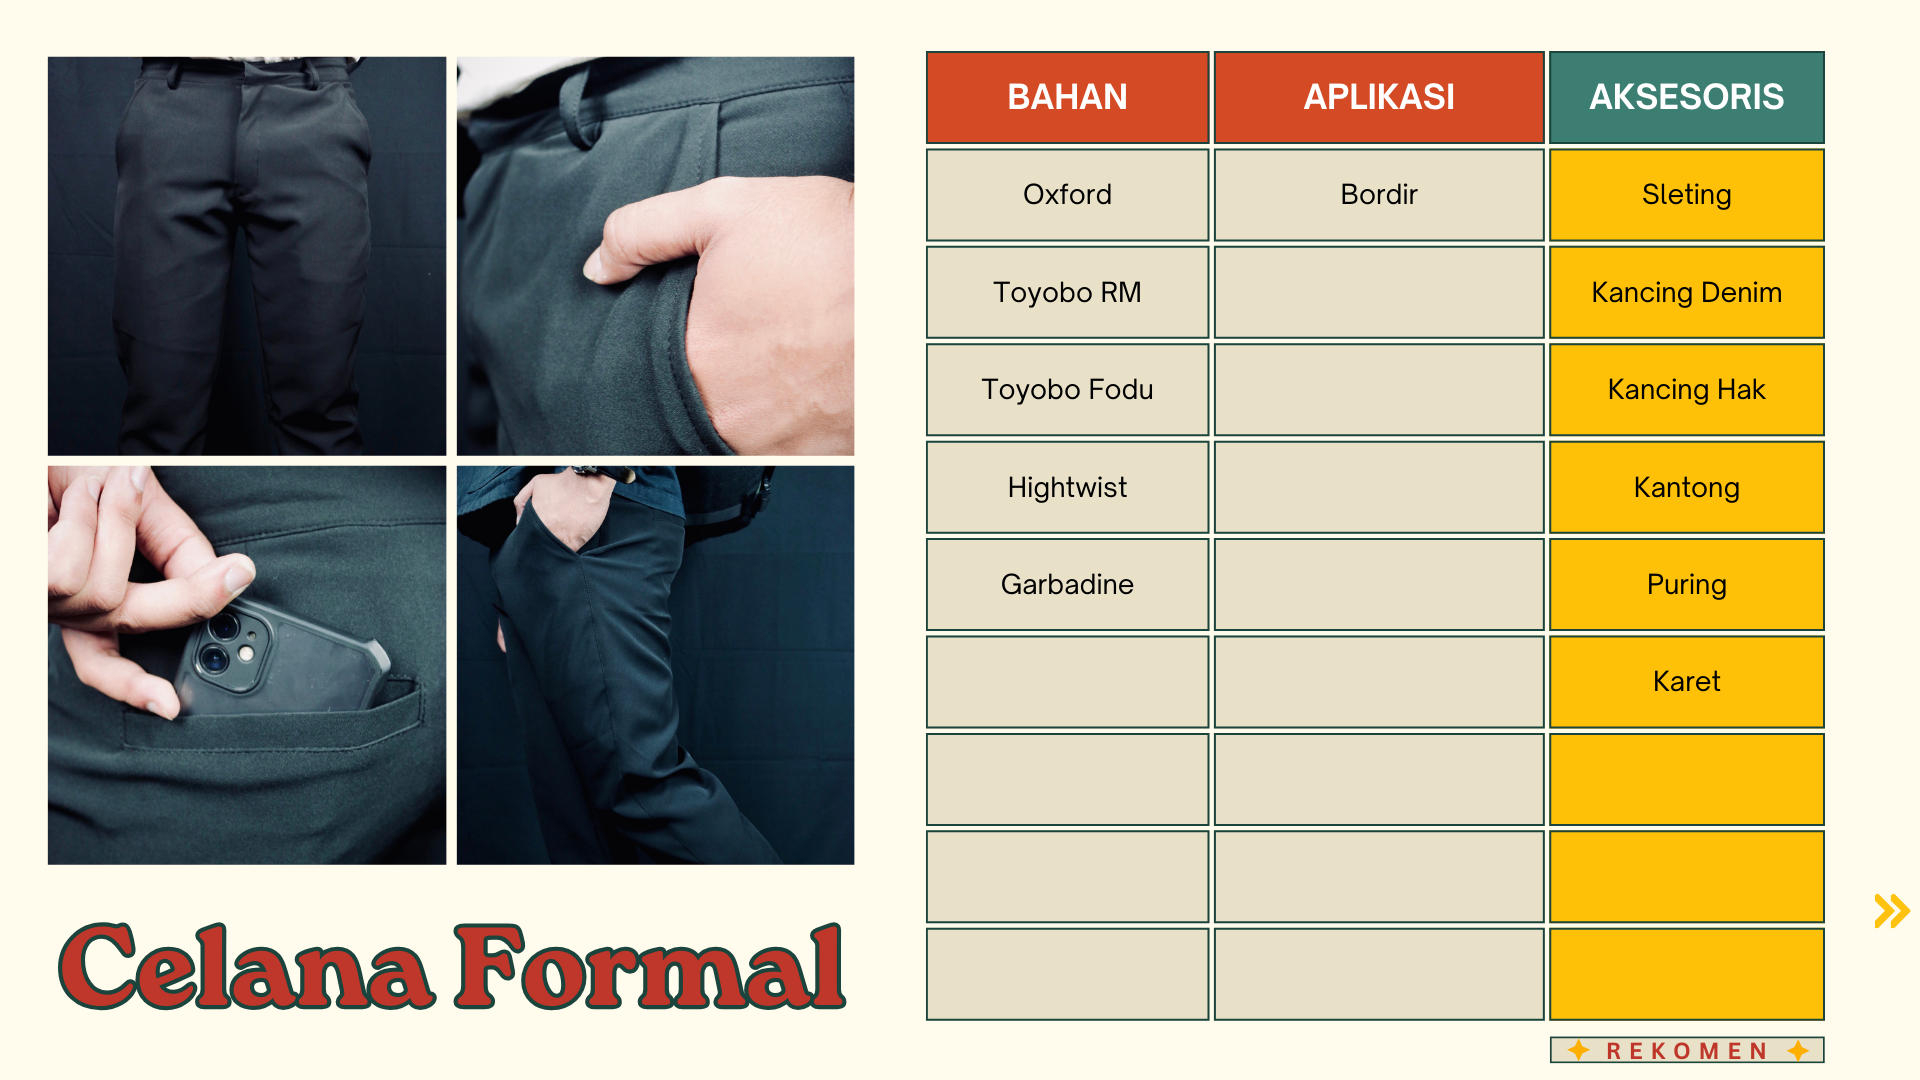 BAHAN APLIKASI AKSESORIS
Oxford Bordir Sleting
Toyobo RM Kancing Denim
Toyobo Fodu Kancing Hak
Hightwist Kantong
Garbadine Puring
Karet
Celana Formal
REKOMEN